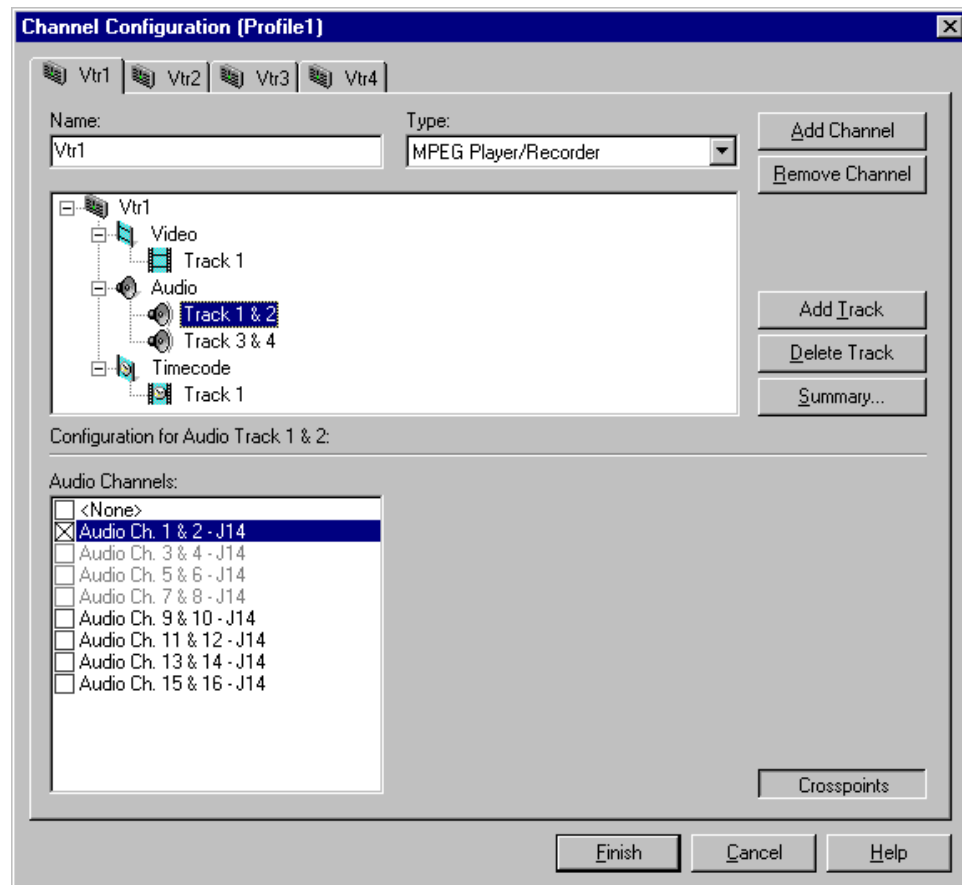 Channel Configuration (Profile1)
Vtr1 Vtr2 Vtr3 Vtr4
Name: Type:
Vtr1 MPEG Player/Recorder
Add Channel
Remove Channel
Vtr1
Video
Track 1
Audio
Track 1 & 2
Track 3 & 4
Timecode
Track 1
Add Track
Delete Track
Summary...
Configuration for Audio Track 1 & 2:
Audio Channels:
<None>
Audio Ch. 1 & 2 - J14
Audio Ch. 3 & 4 - J14
Audio Ch. 5 & 6 - J14
Audio Ch. 7 & 8 - J14
Audio Ch. 9 & 10 - J14
Audio Ch. 11 & 12 - J14
Audio Ch. 13 & 14 - J14
Audio Ch. 15 & 16 - J14
Crosspoints
Finish Cancel Help